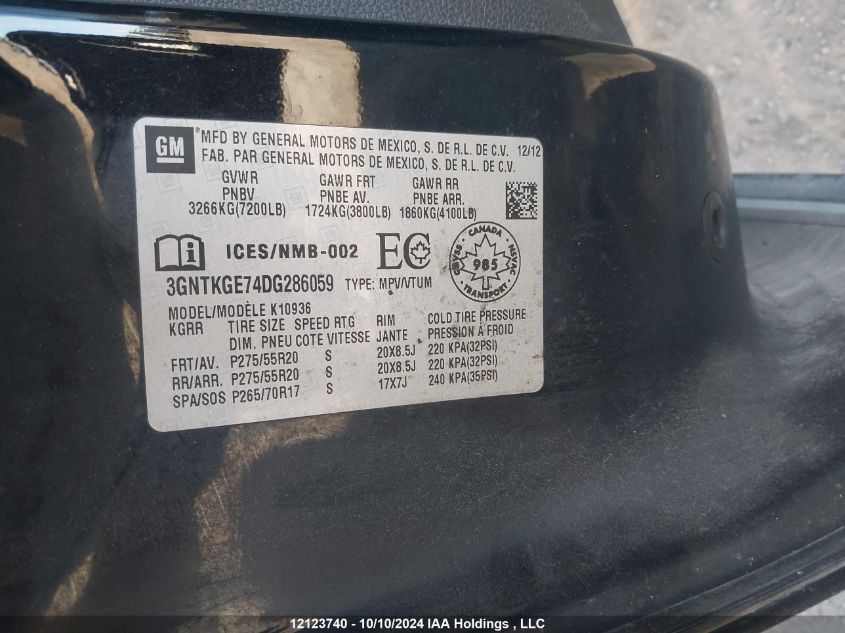 GM *MFD BY GENERAL MOTORS DE MEXICO, S. DE R.L. DE C.V. 12/12
FAB. PAR GENERAL MOTORS DE MEXICO, S. DE R.L. DE C.V.
GVWR GAWR FRT GAWR RR
PNBV PNBE AV. PNBE ARR.
3266KG(7200LB) 1724KG(3800LB) 1860KG(4100LB)
i ICES/NMB-002 EC CANADA CMVSS NSVAC 985 TRANSPORT
3GNTKGE74DG286059 TYPE: MPV/VTUM
MODEL/MODÈLE K10936
KGRR TIRE SIZE SPEED RTG RIM COLD TIRE PRESSURE
DIM. PNEU COTE VITESSE JANTE PRESSION À FROID
FRT/AV. P275/55R20 S 20X8.5J 220 KPA(32PSI)
RR/ARR. P275/55R20 S 20X8.5J 220 KPA(32PSI)
SPA/SOS P265/70R17 S 17X7J 240 KPA(35PSI)
12123740 - 10/10/2024 IAA Holdings , LLC